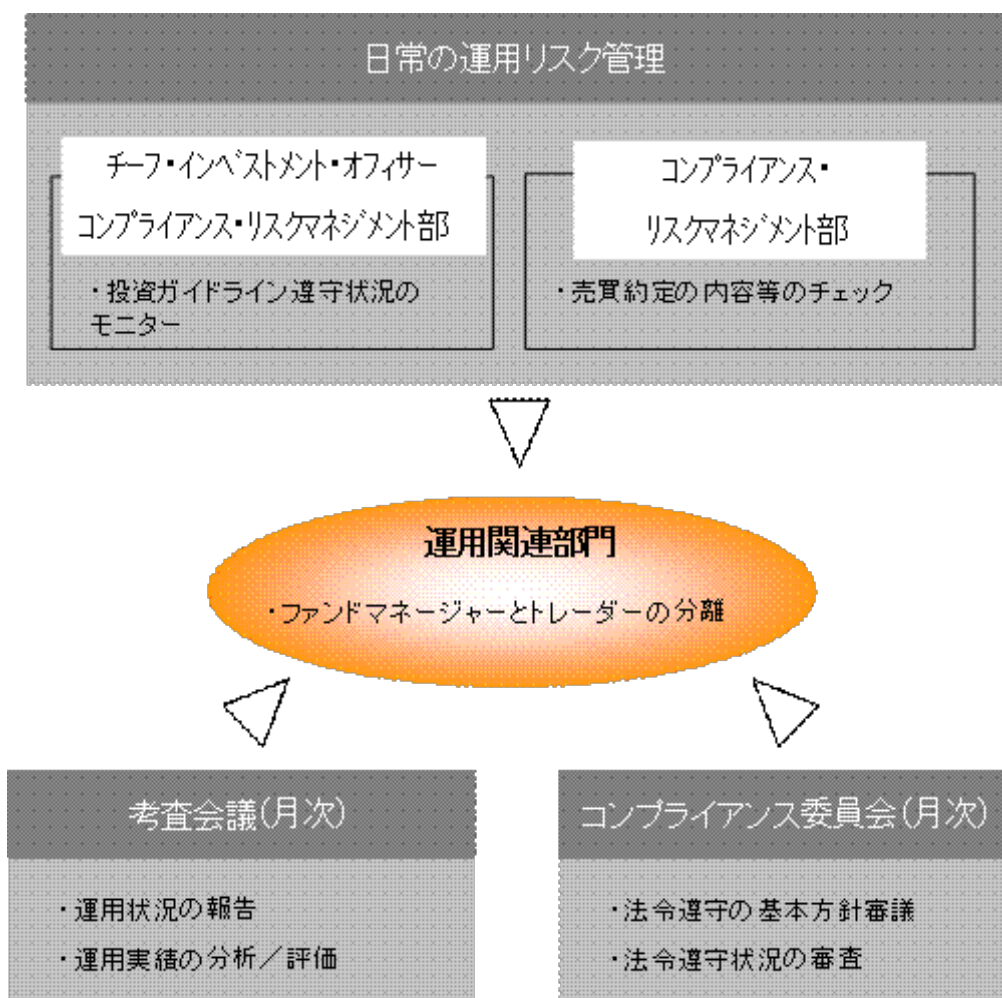 日常の運用リスク管理
チーフ・インベストメント・オフィサー
コンプライアンス・リスクマネジメント部
・投資ガイドライン遵守状況の
モニター
コンプライアンス・
リスクマネジメント部
・売買約定の内容等のチェック
運用関連部門
・ファンドマネージャーとトレーダーの分離
考査会議(月次)
・運用状況の報告
・運用実績の分析／評価
コンプライアンス委員会(月次)
・法令遵守の基本方針審議
・法令遵守状況の審査